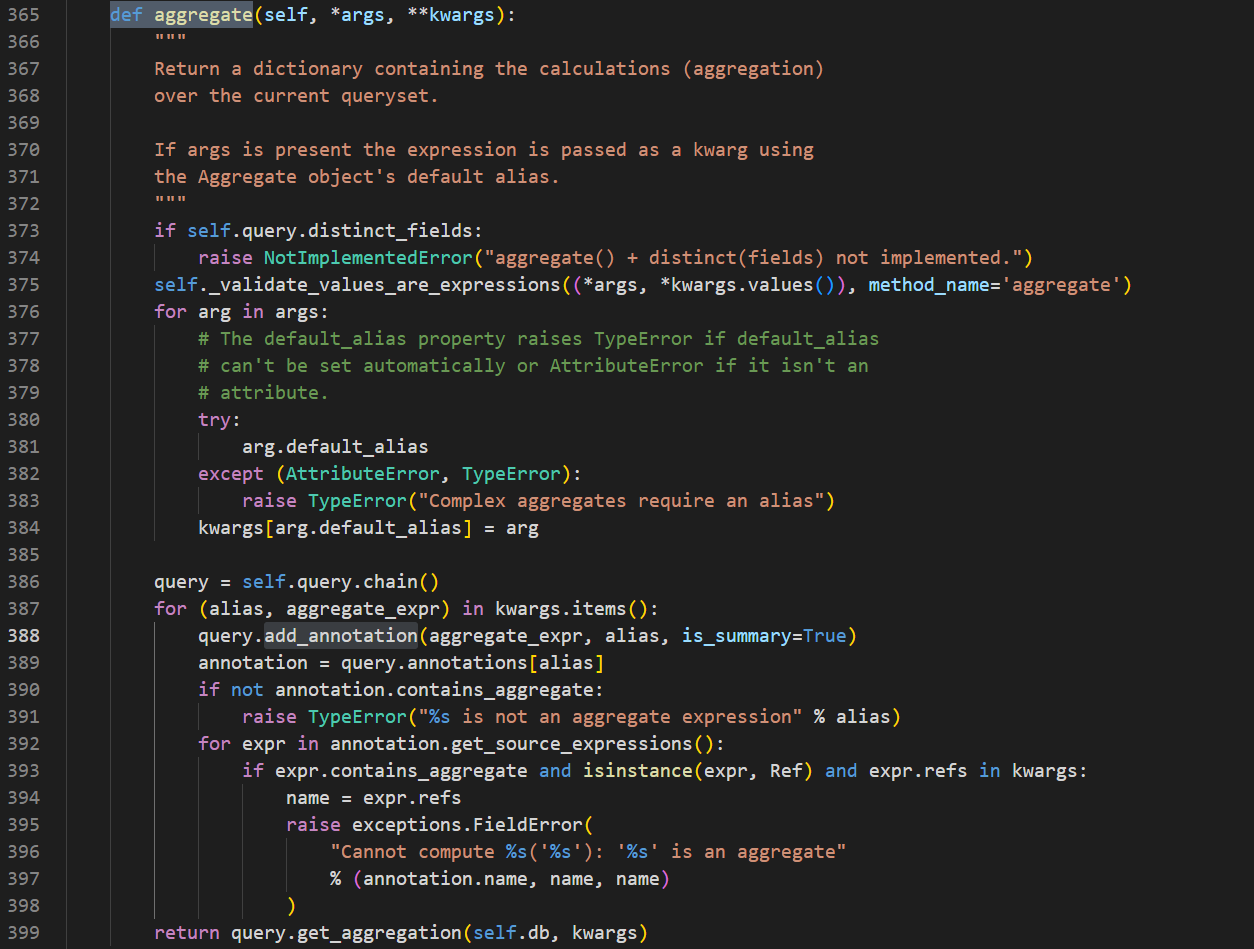 365 def aggregate(self, *args, **kwargs):
366 """
367 Return a dictionary containing the calculations (aggregation)
368 over the current queryset.
369
370 If args is present the expression is passed as a kwarg using
371 the Aggregate object's default alias.
372 """
373 if self.query.distinct_fields:
374 raise NotImplementedError("aggregate() + distinct(fields) not implemented.")
375 self._validate_values_are_expressions((*args, *kwargs.values()), method_name='aggregate')
376 for arg in args:
377 # The default_alias property raises TypeError if default_alias
378 # can't be set automatically or AttributeError if it isn't an
379 # attribute.
380 try:
381 arg.default_alias
382 except (AttributeError, TypeError):
383 raise TypeError("Complex aggregates require an alias")
384 kwargs[arg.default_alias] = arg
385
386 query = self.query.chain()
387 for (alias, aggregate_expr) in kwargs.items():
388 query.add_annotation(aggregate_expr, alias, is_summary=True)
389 annotation = query.annotations[alias]
390 if not annotation.contains_aggregate:
391 raise TypeError("%s is not an aggregate expression" % alias)
392 for expr in annotation.get_source_expressions():
393 if expr.contains_aggregate and isinstance(expr, Ref) and expr.refs in kwargs:
394 name = expr.refs
395 raise exceptions.FieldError(
396 "Cannot compute %s('%s'): '%s' is an aggregate"
397 % (annotation.name, name, name)
398 )
399 return query.get_aggregation(self.db, kwargs)